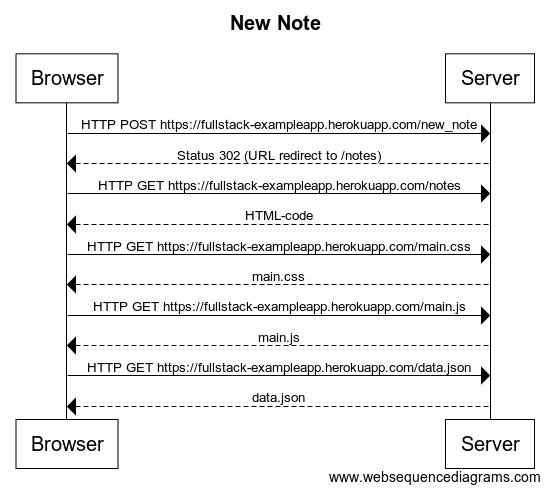 New Note
Browser Server
HTTP POST https://fullstack-exampleapp.herokuapp.com/new_note
Status 302 (URL redirect to /notes)
HTTP GET https://fullstack-exampleapp.herokuapp.com/notes
HTML-code
HTTP GET https://fullstack-exampleapp.herokuapp.com/main.css
main.css
HTTP GET https://fullstack-exampleapp.herokuapp.com/main.js
main.js
HTTP GET https://fullstack-exampleapp.herokuapp.com/data.json
data.json
Browser Server
www.websequencediagrams.com